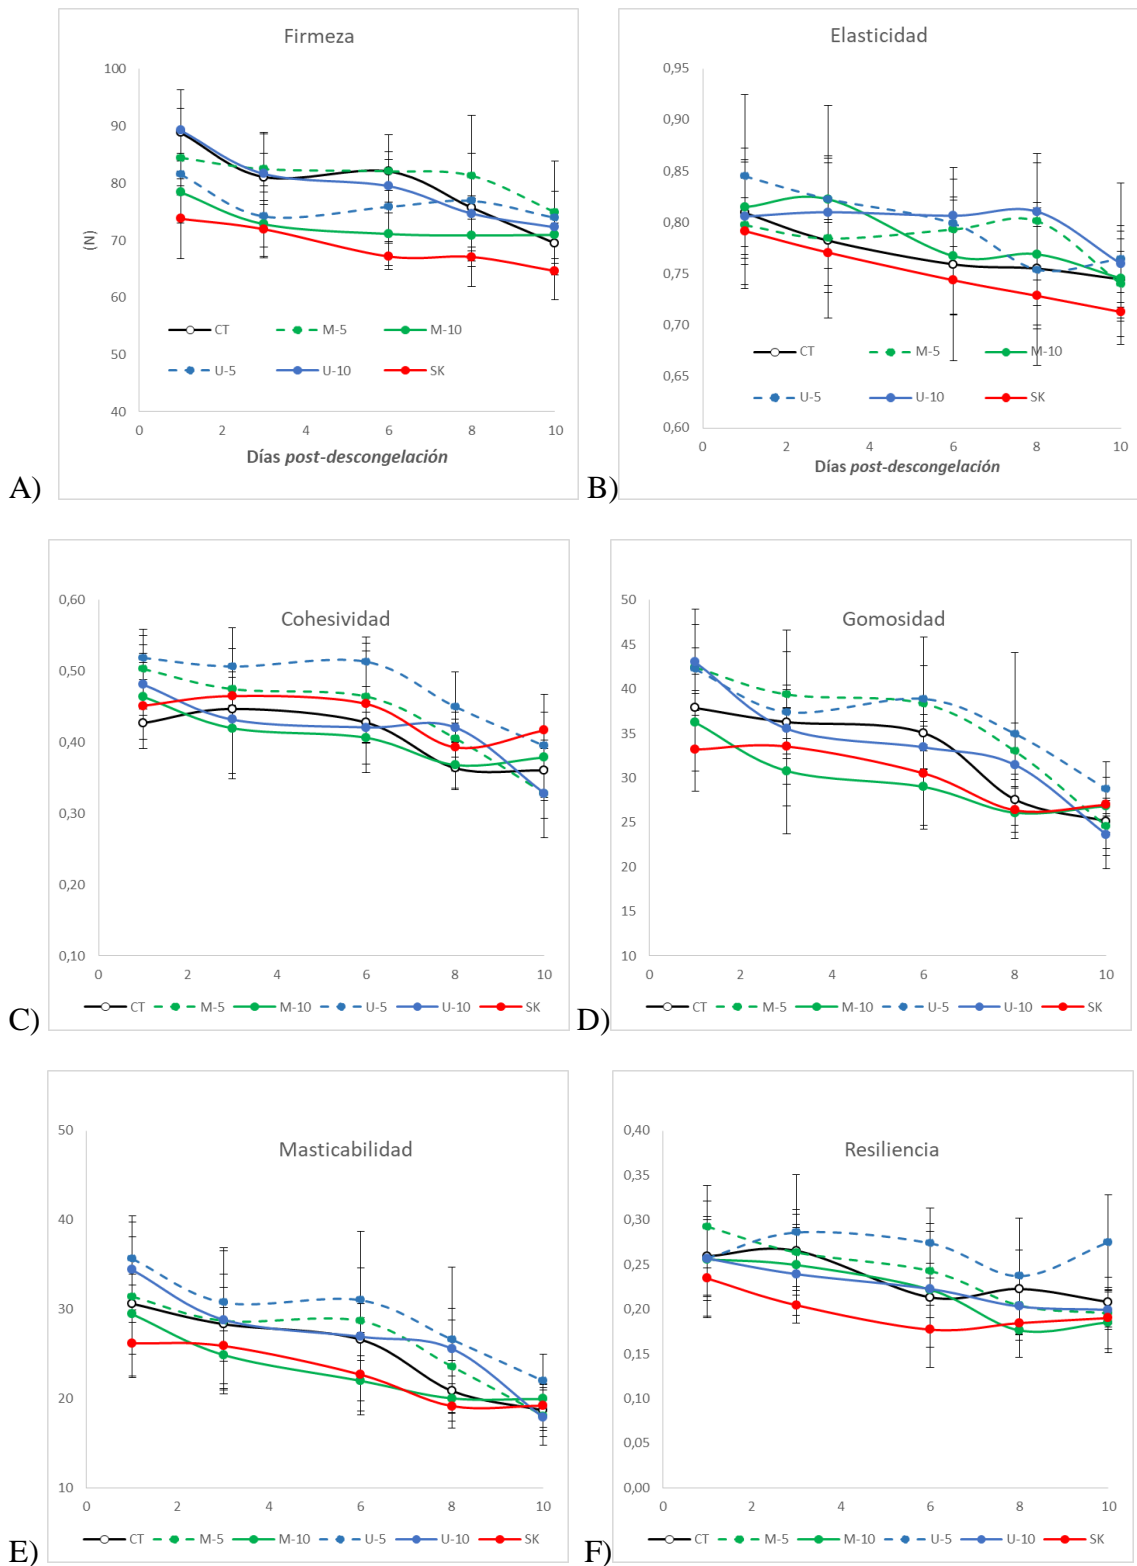 Firmeza
100
90
80
70
60
50
40
(N)
0 2 4 6 8 10
CT M-5 M-10
U-5 U-10 SK
Días post-descongelación
A)
Elasticidad
0,95
0,90
0,85
0,80
0,75
0,70
0,65
0,60
0 2 4 6 8 10
CT M-5 M-10
U-5 U-10 SK
Días post-descongelación
B)
Cohesividad
0,60
0,50
0,40
0,30
0,20
0,10
0 2 4 6 8 10
CT M-5 M-10 U-5 U-10 SK
C)
Gomosidad
50
45
40
35
30
25
20
15
10
0 2 4 6 8 10
CT M-5 M-10 U-5 U-10 SK
D)
Masticabilidad
50
40
30
20
10
0 2 4 6 8 10
CT M-5 M-10 U-5 U-10 SK
E)
Resiliencia
0,40
0,30
0,25
0,20
0,15
0,10
0,05
0,00
0 2 4 6 8 10
CT M-5 M-10 U-5 U-10 SK
F)